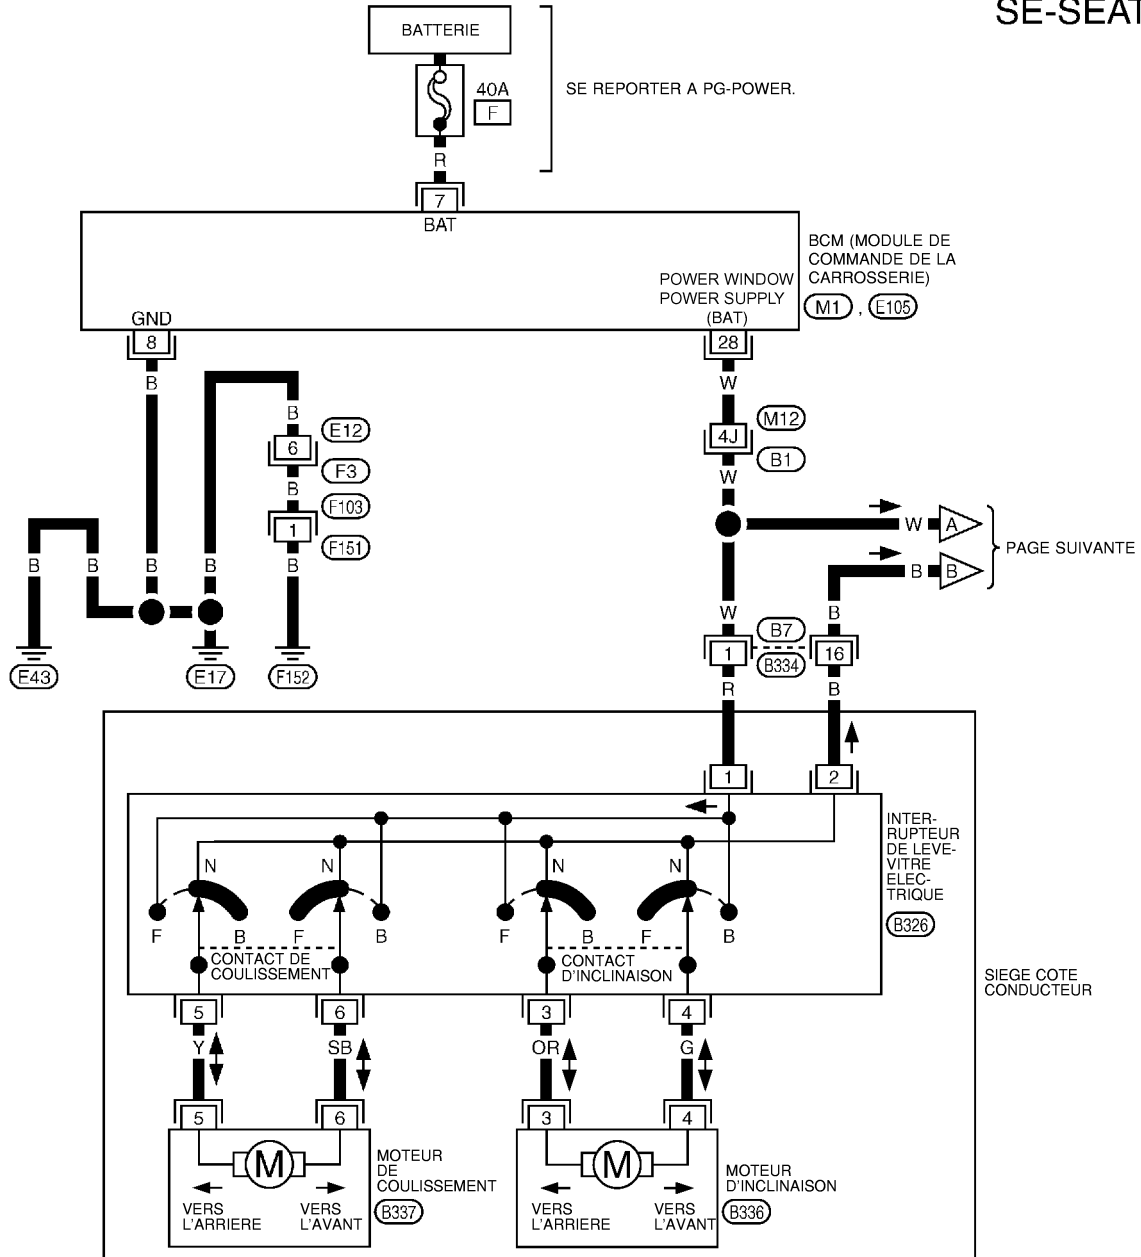 SE-SEAT
BATTERIE
40A
F
SE REPORTER A PG-POWER.
R
7
BAT
BCM (MODULE DE
COMMANDE DE LA
CARROSSERIE)
M1 , E105
POWER WINDOW
POWER SUPPLY
(BAT)
GND
8
28
B
W
B
E12
M12
6
4J
F3
B1
B
W
F103
1
F151
W
A
B
B
B
B
B
B
B
PAGE SUIVANTE
W
B
B7
1
16
B334
E43
E17
F152
R
B
1
2
INTER-
RUPTEUR
DE LEVE-
VITRE
ELEC-
TRIQUE
B326
N
F
B
N
F
B
N
F
B
N
F
B
CONTACT DE
COULISSEMENT
CONTACT
D'INCLINAISON
SIEGE COTE
CONDUCTEUR
5
6
3
4
Y
SB
OR
G
5
6
3
4
M
M
MOTEUR
DE
COULISSEMENT
B337
MOTEUR
D'INCLINAISON
B336
VERS
L'ARRIERE
VERS
L'AVANT
VERS
L'ARRIERE
VERS
L'AVANT